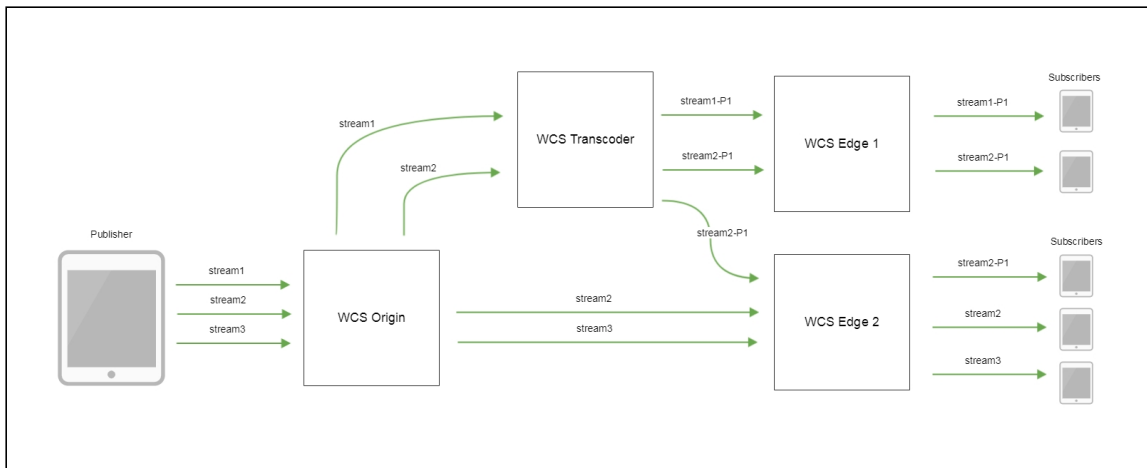 Subscribers
stream1-P1
stream1-P1
stream1
WCS Transcoder
WCS Edge 1
stream2-P1
stream2-P1
stream2
stream2-P1
Publisher
Subscribers
stream2-P1
stream1
stream2
stream2
stream2
WCS Origin
WCS Edge 2
stream3
stream3
stream3